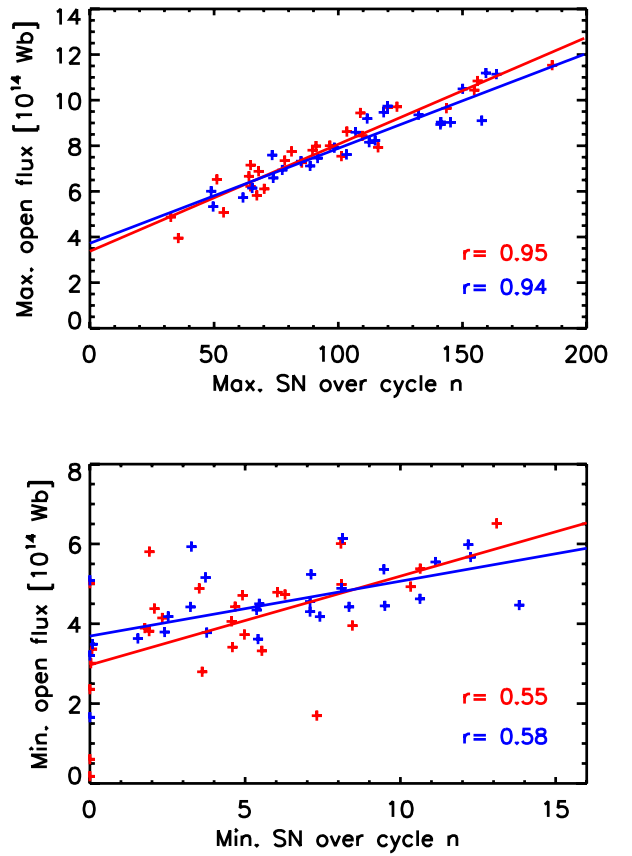 14
12
10
8
6
4
2
0
Max. open flux [10¹⁴ Wb]
r= 0.95
r= 0.94
0 50 100 150 200
Max. SN over cycle n
8
6
4
2
0
Min. open flux [10¹⁴ Wb]
r= 0.55
r= 0.58
0 5 10 15
Min. SN over cycle n